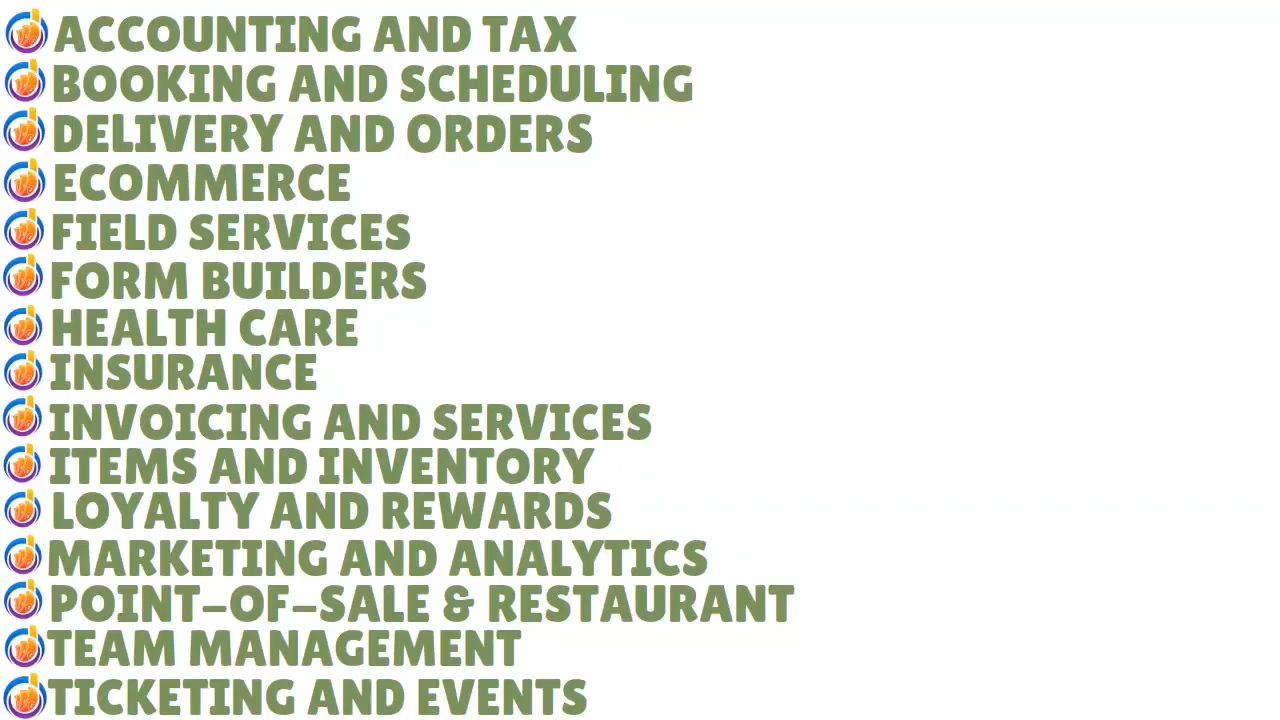 ACCOUNTING AND TAX
BOOKING AND SCHEDULING
DELIVERY AND ORDERS
ECOMMERCE
FIELD SERVICES
FORM BUILDERS
HEALTH CARE
INSURANCE
INVOICING AND SERVICES
ITEMS AND INVENTORY
LOYALTY AND REWARDS
MARKETING AND ANALYTICS
POINT-OF-SALE & RESTAURANT
TEAM MANAGEMENT
TICKETING AND EVENTS